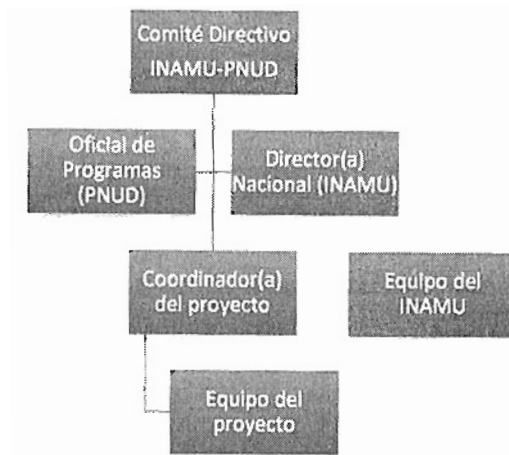 Comité Directivo
INAMU-PNUD
Oficial de
Programas
(PNUD)
Director(a)
Nacional (INAMU)
Coordinador(a)
del proyecto
Equipo del
INAMU
Equipo del
proyecto